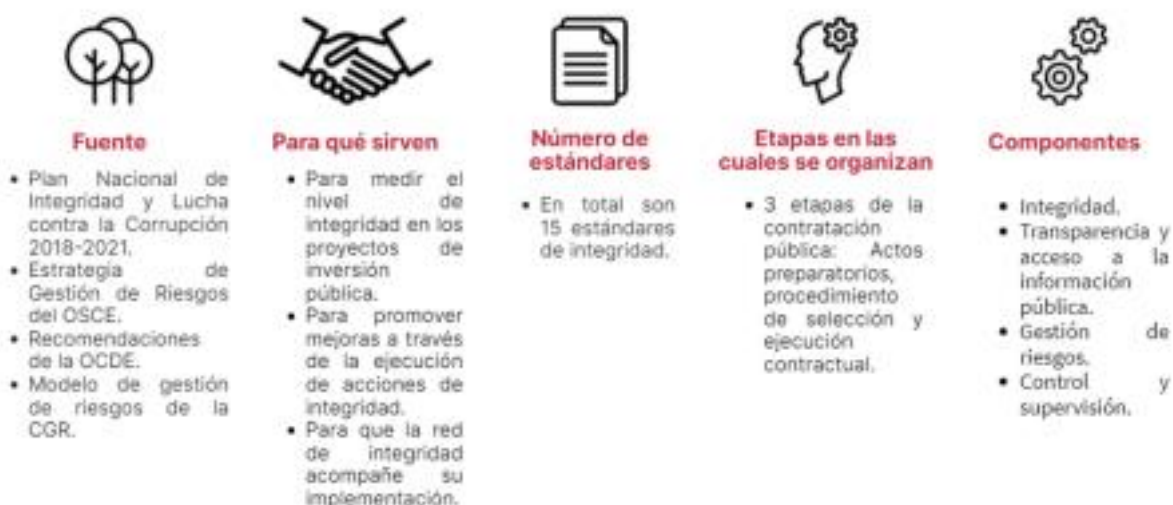 Fuente
• Plan Nacional de
Integridad y Lucha
contra la Corrupción
2018-2021.
• Estrategia de
Gestión de Riesgos
del OSCE.
• Recomendaciones
de la OCDE.
• Modelo de gestión
de riesgos de la
CGR.
Para qué sirven
• Para medir el
nivel de
integridad en los
proyectos de
inversión
pública.
• Para promover
mejoras a través
de la ejecución
de acciones de
integridad.
• Para que la red
de integridad
acompañe su
implementación.
Número de
estándares
• En total son
15 estándares
de integridad.
Etapas en las
cuales se organizan
• 3 etapas de la
contratación
pública: Actos
preparatorios,
procedimiento
de selección y
ejecución
contractual.
Componentes
• Integridad.
• Transparencia y
acceso a la
información
pública.
• Gestión de
riesgos.
• Control y
supervisión.